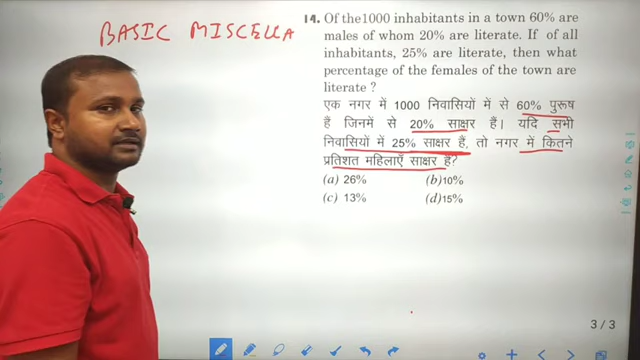 BASIC MISCELLA
14. Of the 1000 inhabitants in a town 60% are
males of whom 20% are literate. If of all
inhabitants, 25% are literate, then what
percentage of the females of the town are
literate ?
एक नगर में 1000 निवासियों में से 60% पुरूष
हैं जिनमें से 20% साक्षर हैं। यदि सभी
निवासियों में 25% साक्षर हैं, तो नगर में कितने
प्रतिशत महिलाएँ साक्षर हैं?
(a) 26% (b) 10%
(c) 13% (d) 15%
3 / 3